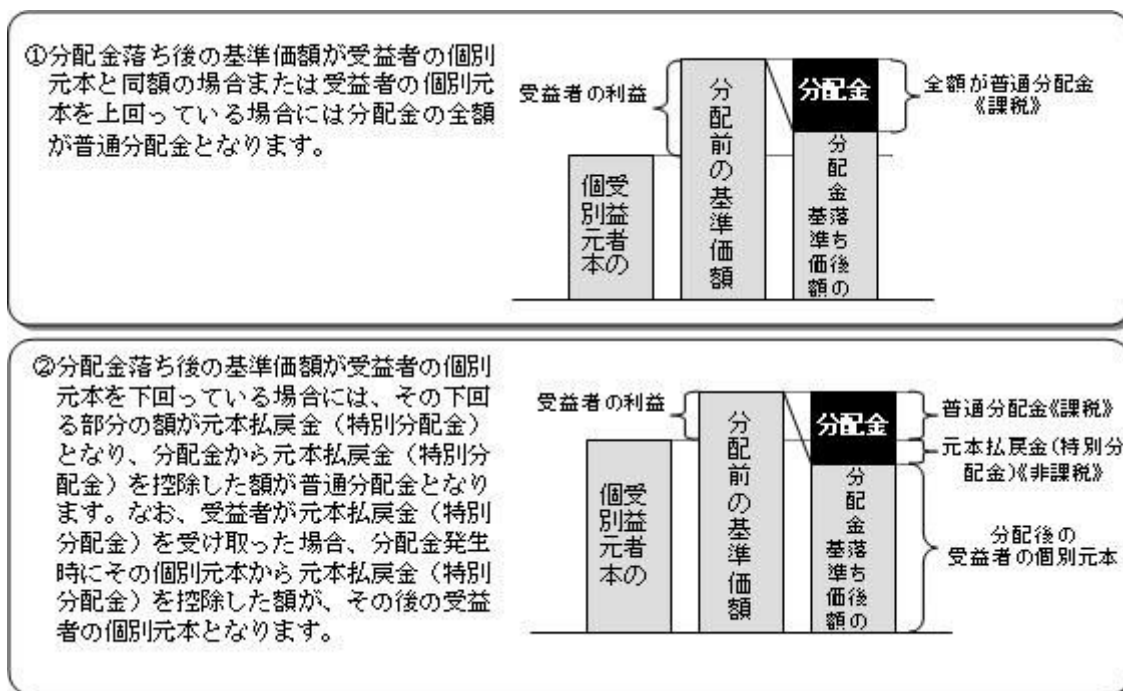 ①分配金落ち後の基準価額が受益者の個別
元本と同額の場合または受益者の個別元
本を上回っている場合には分配金の全額
が普通分配金となります。
受益者の利益
受益者の
個別元本
分配前の基準価額
分配金
分配金落ち後の
基準価額
全額が普通分配金
《課税》
②分配金落ち後の基準価額が受益者の個別
元本を下回っている場合には、その下回
る部分の額が元本払戻金（特別分配金）
となり、分配金から元本払戻金（特別分
配金）を控除した額が普通分配金となり
ます。なお、受益者が元本払戻金（特別
分配金）を受け取った場合、分配金発生
時にその個別元本から元本払戻金（特別
分配金）を控除した額が、その後の受益
者の個別元本となります。
受益者の利益
受益者の
個別元本
分配前の基準価額
分配金
分配金落ち後の
基準価額
普通分配金《課税》
元本払戻金(特別分
配金)《非課税》
分配後の
受益者の個別元本